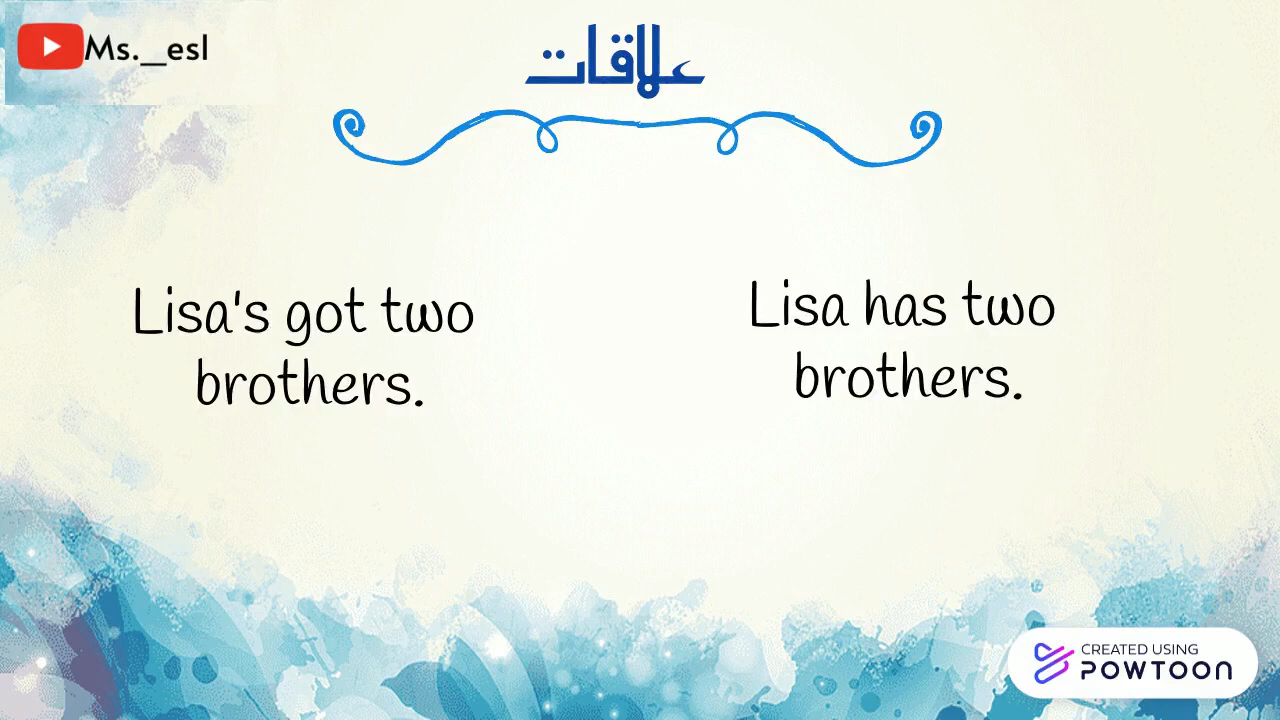 Ms._esl
علاقات
Lisa's got two
brothers.
Lisa has two
brothers.
CREATED USING
POWTOON